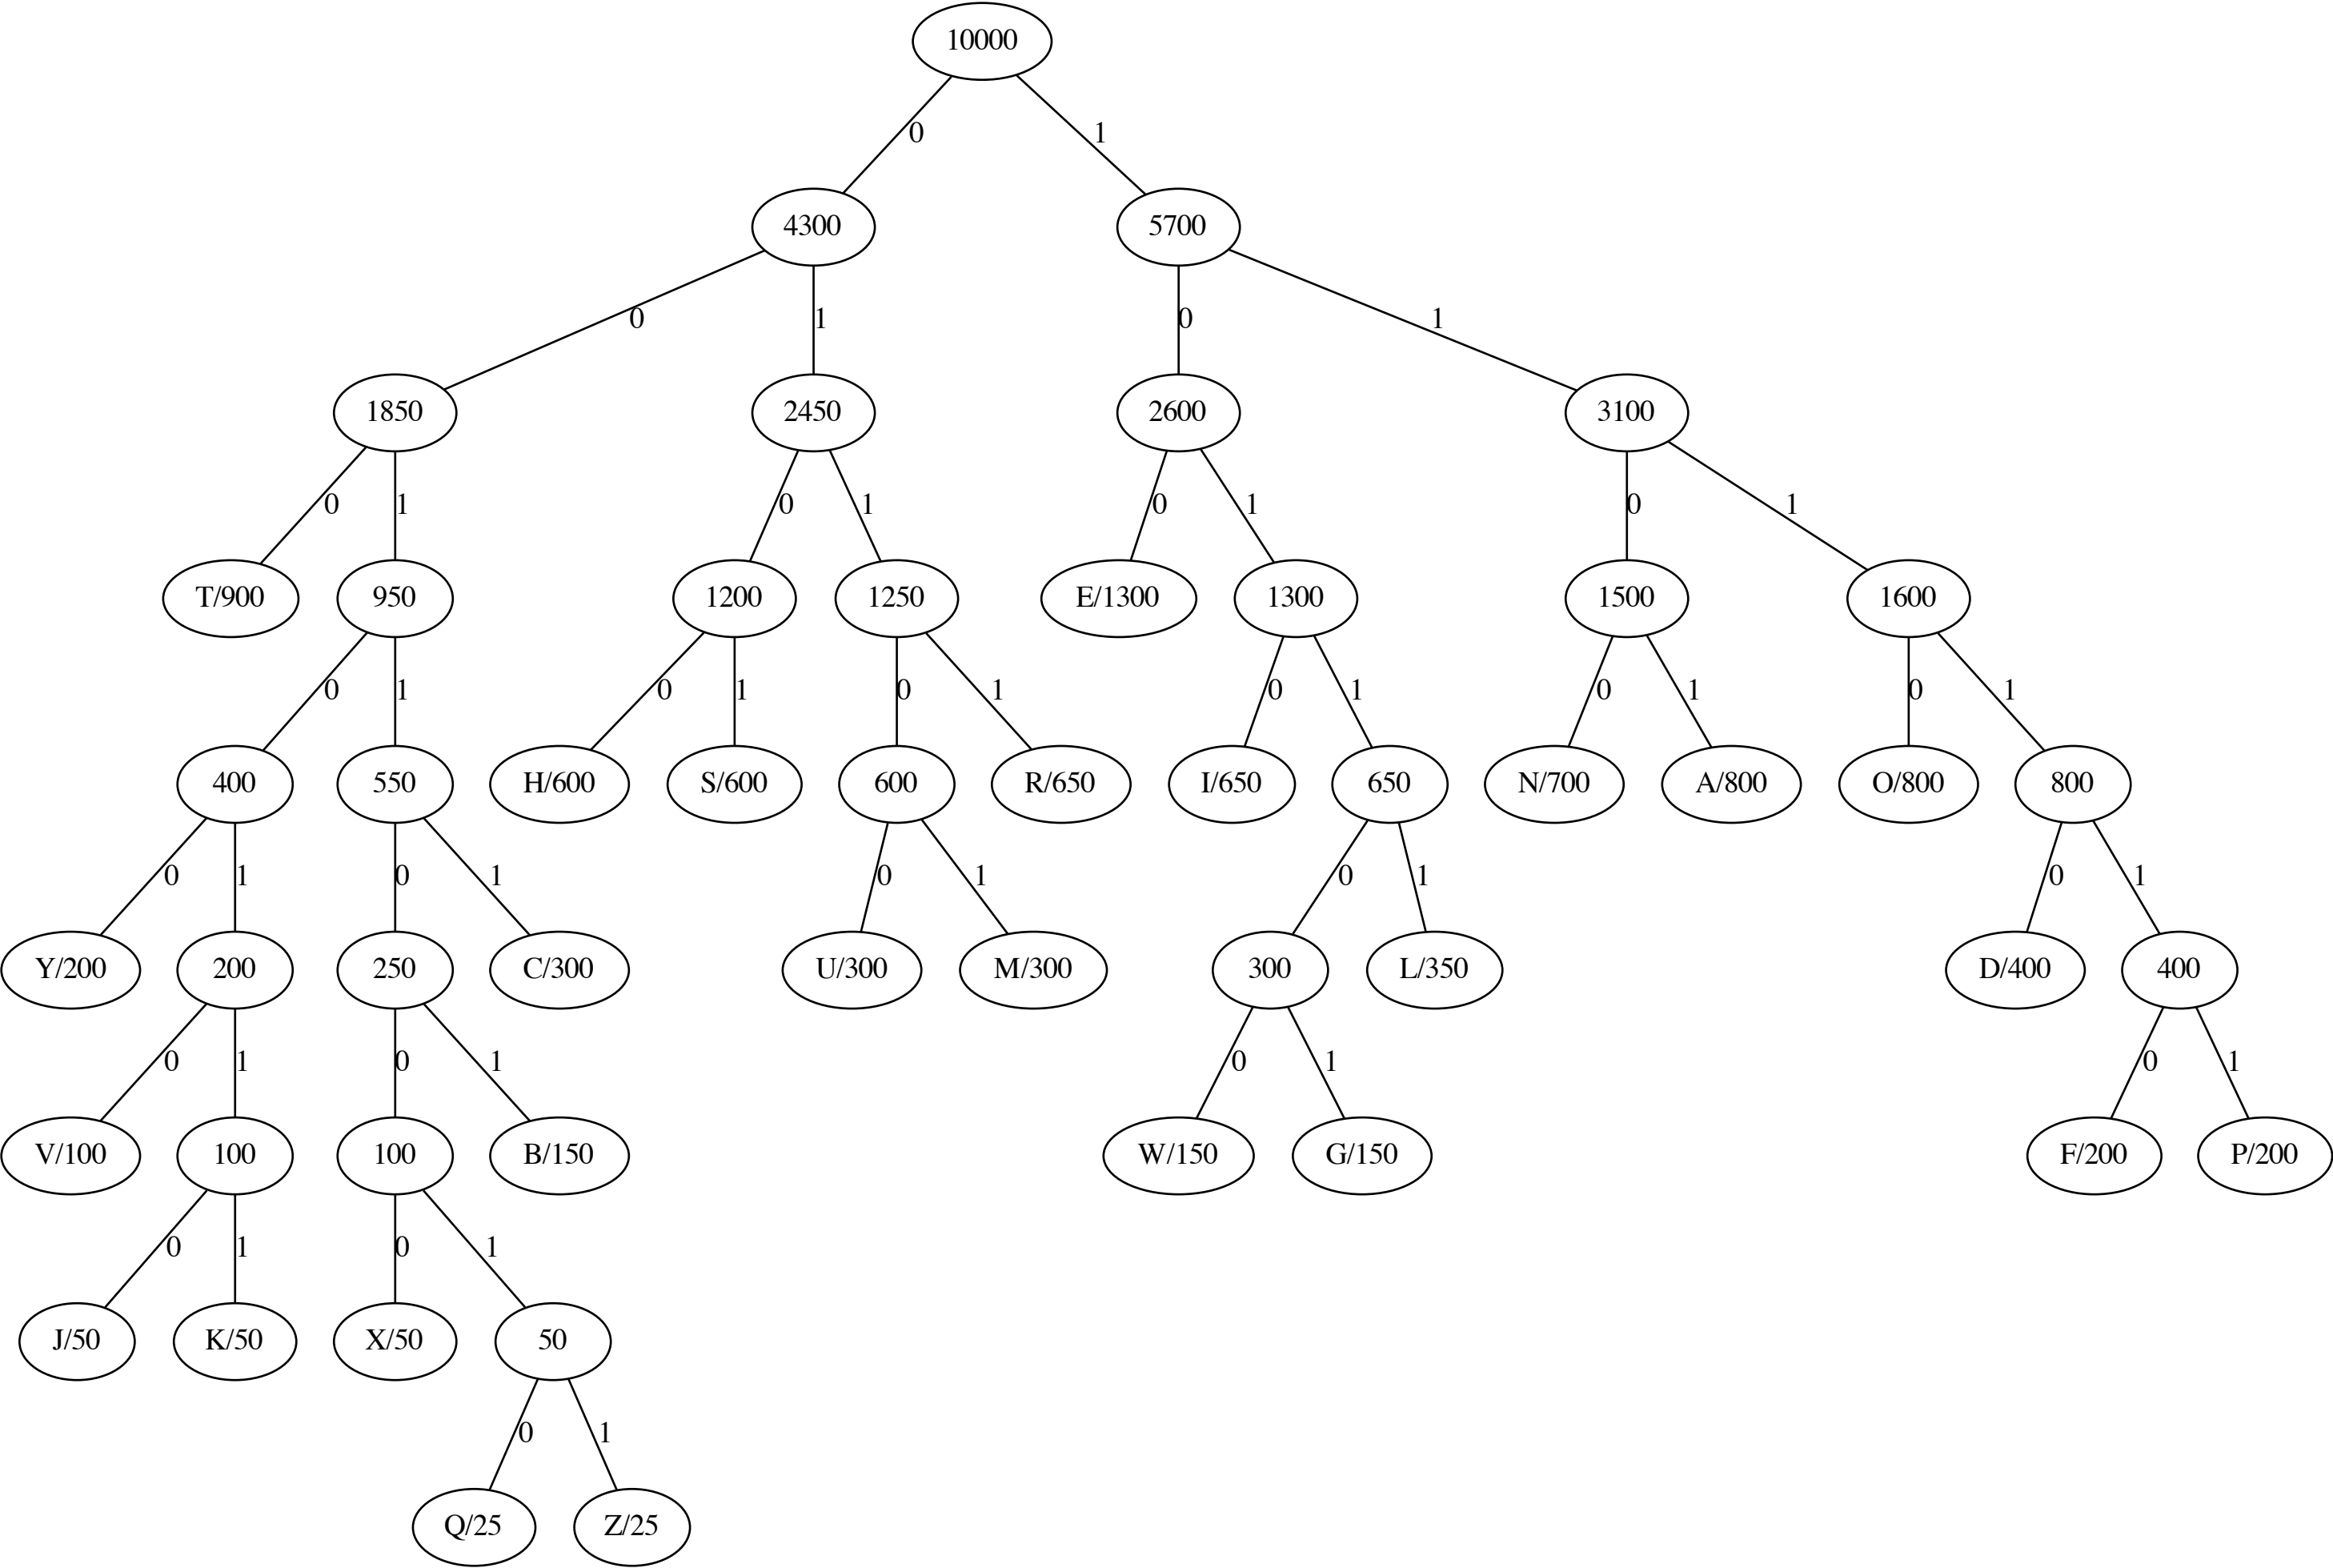 10000
0 1
4300 5700
0 1 0 1
1850 2450 2600 3100
0 1 0 1 0 1 0 1
T/900 950 1200 1250 E/1300 1300 1500 1600
0 1 0 1 0 1 0 1 0 1 0 1
400 550 H/600 S/600 600 R/650 I/650 650 N/700 A/800 O/800 800
0 1 0 1 0 1 0 1 0 1
Y/200 200 250 C/300 U/300 M/300 300 L/350 D/400 400
0 1 0 1 0 1 0 1
V/100 100 100 B/150 W/150 G/150 F/200 P/200
0 1 0 1
J/50 K/50 X/50 50
0 1
Q/25 Z/25